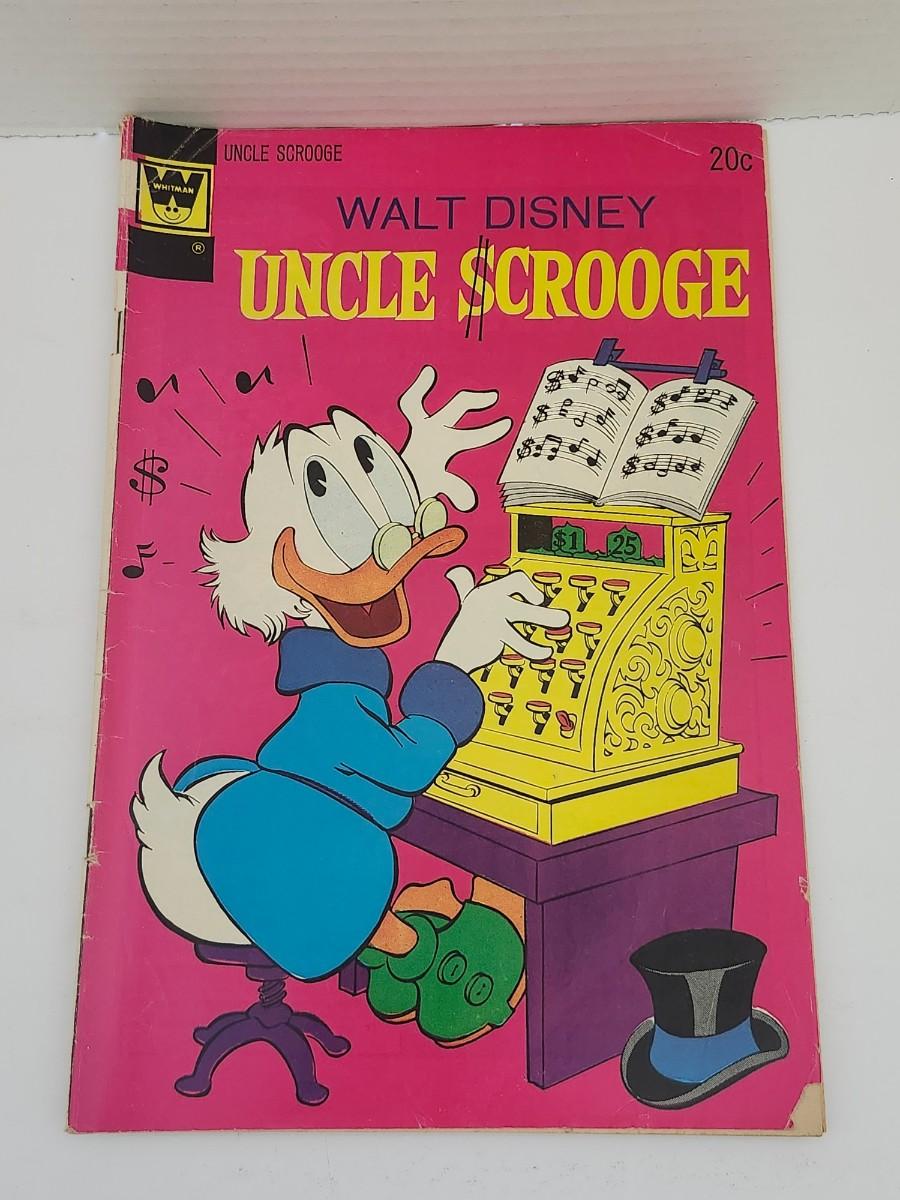 UNCLE SCROOGE
20c
WHITMAN
®
WALT DISNEY
UNCLE $CROOGE
$
$1 25